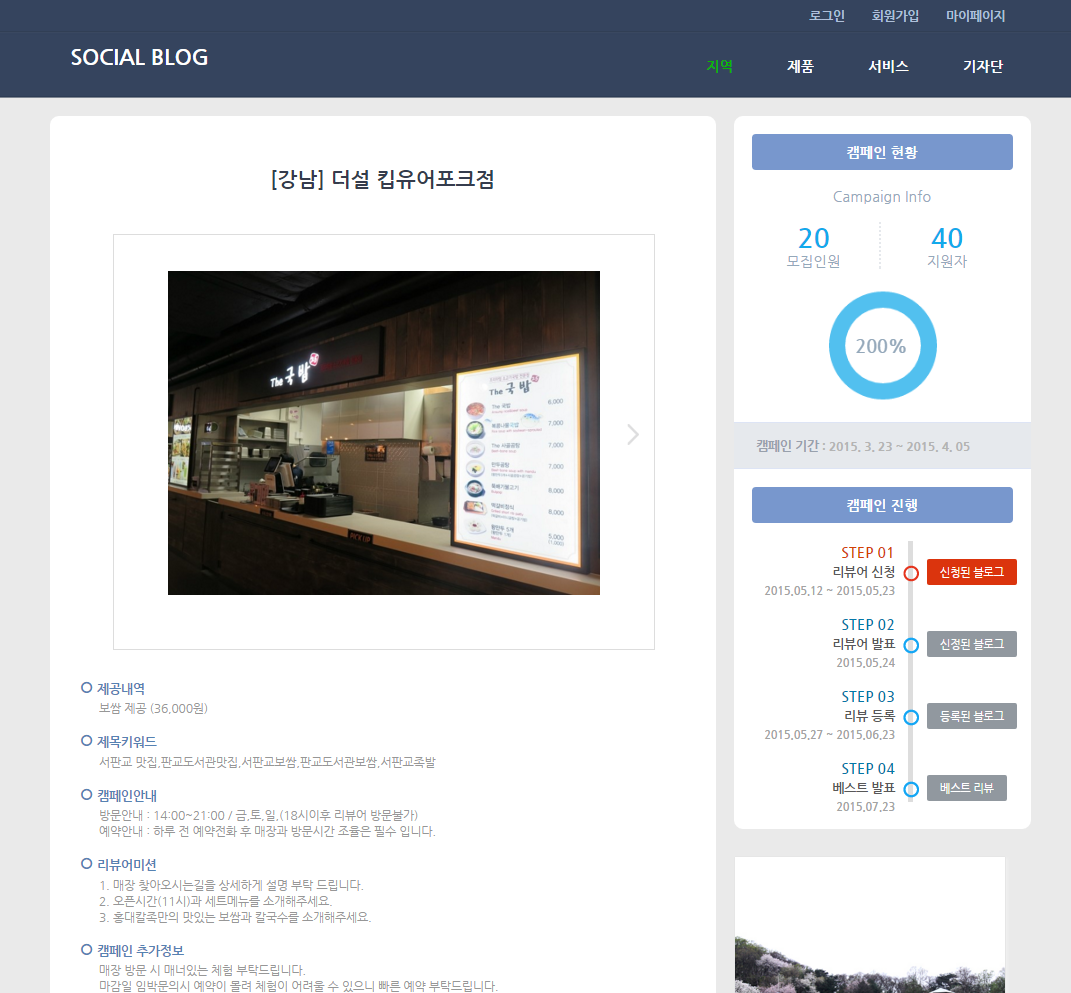 로그인 회원가입 마이페이지
SOCIAL BLOG
지역 제품 서비스 기자단
[강남] 더설 킵유어포크점
The 국밥
The 국밥
6,000
7,000
7,000
7,000
8,000
8,000
5,000
PICK UP
제공내역
보쌈 제공 (36,000원)
제목키워드
서판교 맛집,판교도서관맛집,서판교보쌈,판교도서관보쌈,서판교족발
캠페인안내
방문안내 : 14:00~21:00 / 금,토,일,(18시이후 리뷰어 방문불가)
예약안내 : 하루 전 예약전화 후 매장과 방문시간 조율은 필수 입니다.
리뷰어미션
1. 매장 찾아오시는길을 상세하게 설명 부탁 드립니다.
2. 오픈시간(11시)과 세트메뉴를 소개해주세요.
3. 홍대칼족만의 맛있는 보쌈과 칼국수를 소개해주세요.
캠페인 추가정보
매장 방문 시 매너있는 체험 부탁드립니다.
마감일 임박문의시 예약이 몰려 체험이 어려울 수 있으니 빠른 예약 부탁드립니다.
캠페인 현황
Campaign Info
20 40
모집인원 지원자
200%
캠페인 기간 : 2015. 3. 23 ~ 2015. 4. 05
캠페인 진행
STEP 01
리뷰어 신청 신청된 블로그
2015.05.12 ~ 2015.05.23
STEP 02
리뷰어 발표 신정된 블로그
2015.05.24
STEP 03
리뷰 등록 등록된 블로그
2015.05.27 ~ 2015.06.23
STEP 04
베스트 발표 베스트 리뷰
2015.07.23